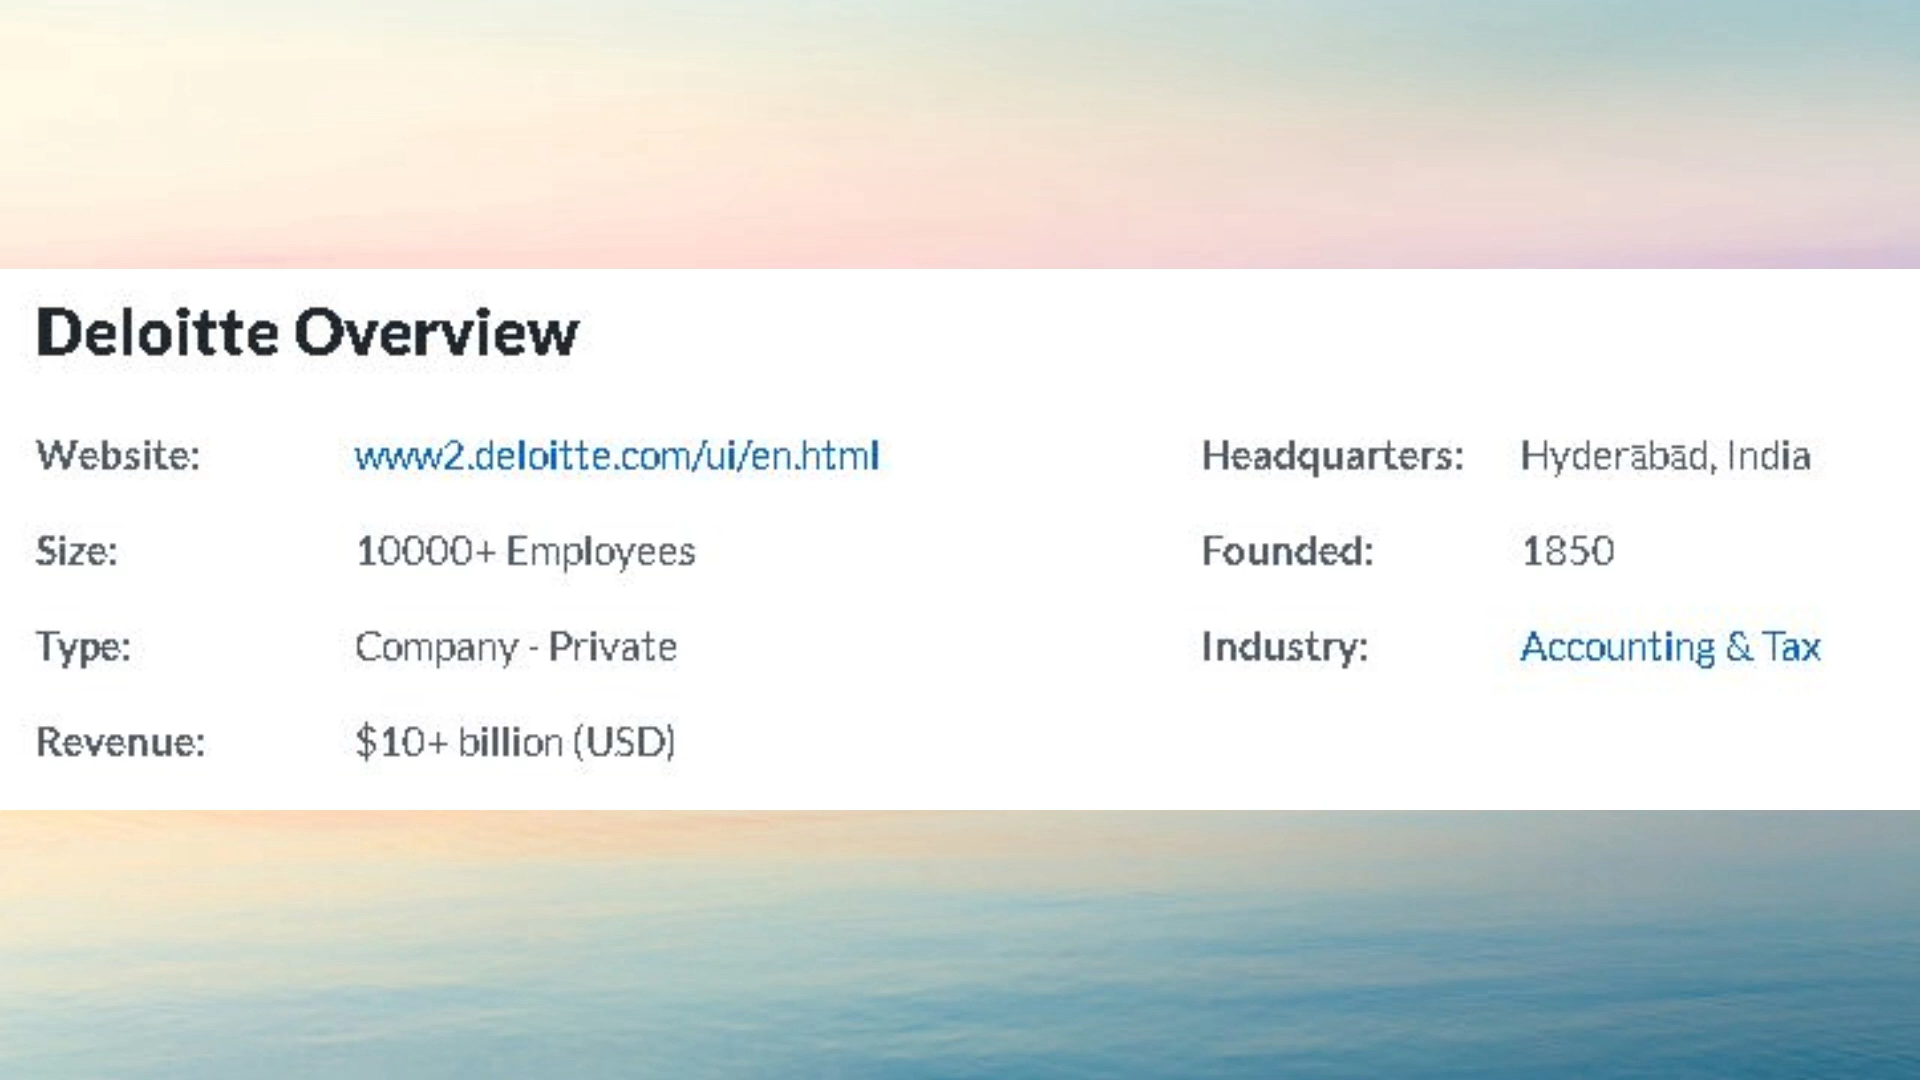 Deloitte Overview
Website: www2.deloitte.com/ui/en.html Headquarters: Hyderābād, India
Size: 10000+ Employees Founded: 1850
Type: Company - Private Industry: Accounting & Tax
Revenue: $10+ billion (USD)